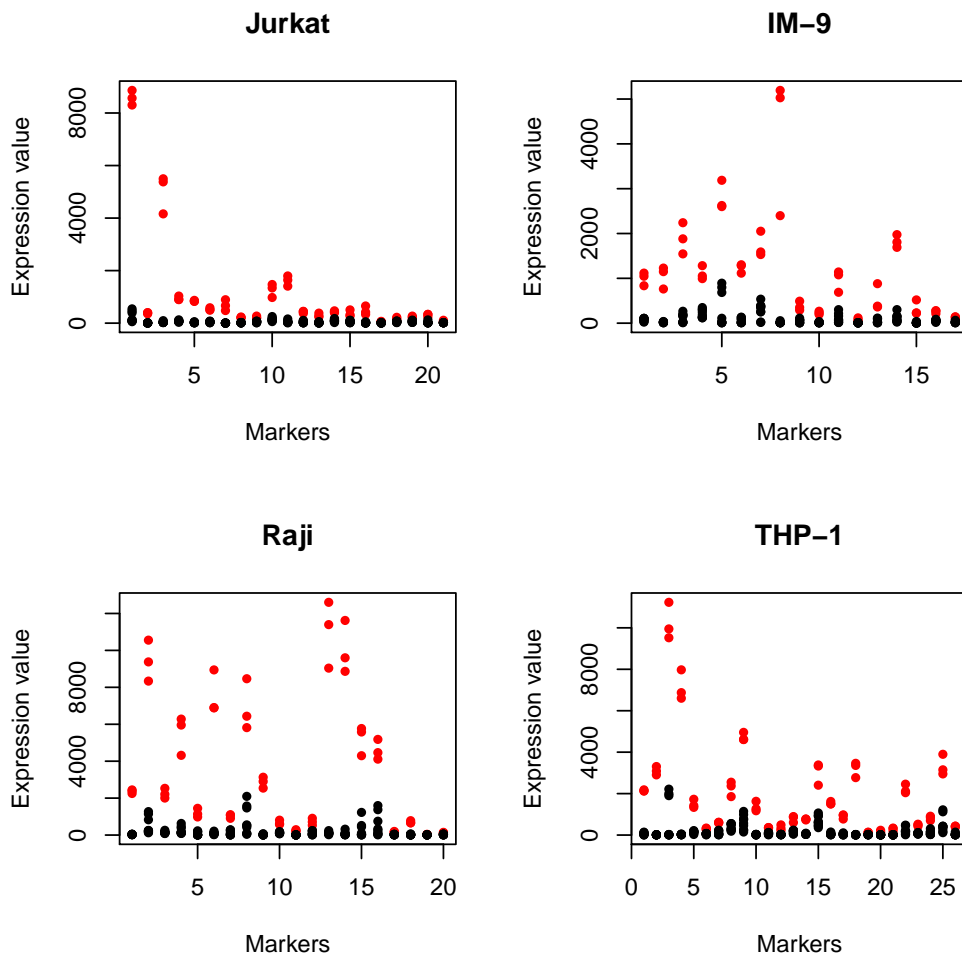 Jurkat
Expression value
0 4000 8000
5 10 15 20
Markers
IM−9
Expression value
0 2000 4000
5 10 15
Markers
Raji
Expression value
0 4000 8000
5 10 15 20
Markers
THP−1
Expression value
0 4000 8000
0 5 10 15 20 25
Markers